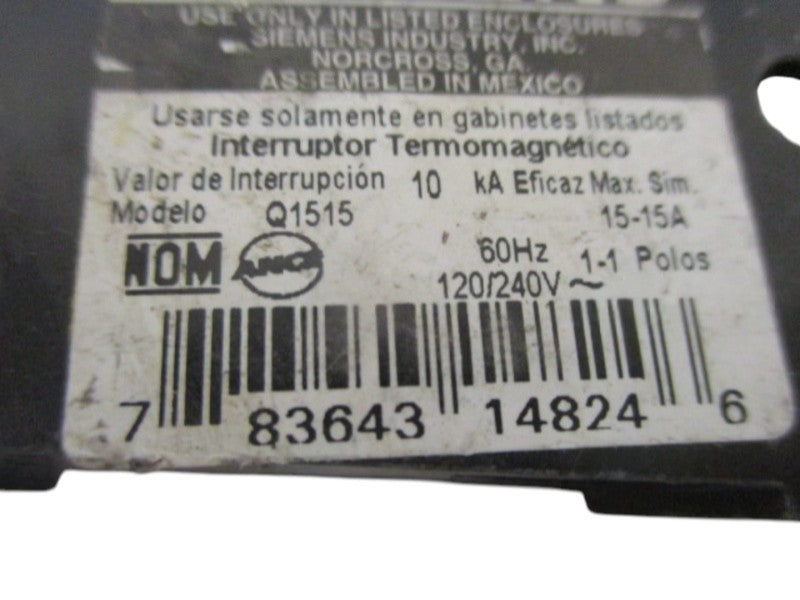 USE ONLY IN LISTED ENCLOSURES
SIEMENS INDUSTRY, INC.
NORCROSS, GA.
ASSEMBLED IN MEXICO
Usarse solamente en gabinetes listados
Interruptor Termomagnético
Valor de Interrupción 10 kA Eficaz Max. Sim.
Modelo Q1515 15-15A
NOM ANCE 60Hz 1-1 Polos
120/240V ~
7 83643 14824 6